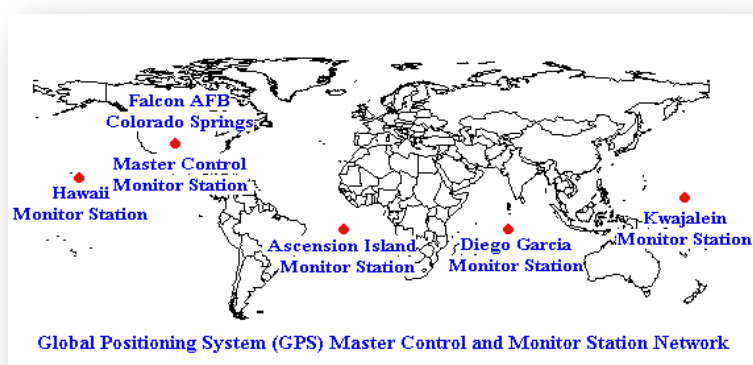 Falcon AFB
Colorado Springs
Master Control
Monitor Station
Hawaii
Monitor Station
Ascension Island
Monitor Station
Diego Garcia
Monitor Station
Kwajalein
Monitor Station
Global Positioning System (GPS) Master Control and Monitor Station Network